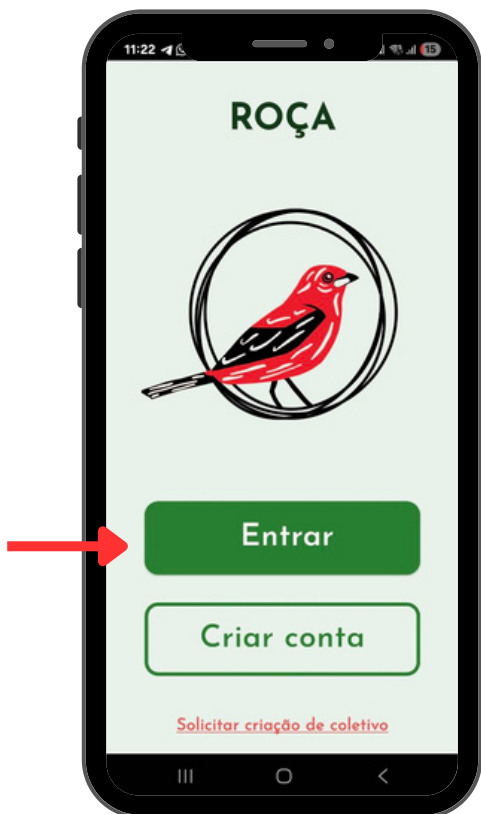 11:22
15
ROÇA
Entrar
Criar conta
Solicitar criação de coletivo